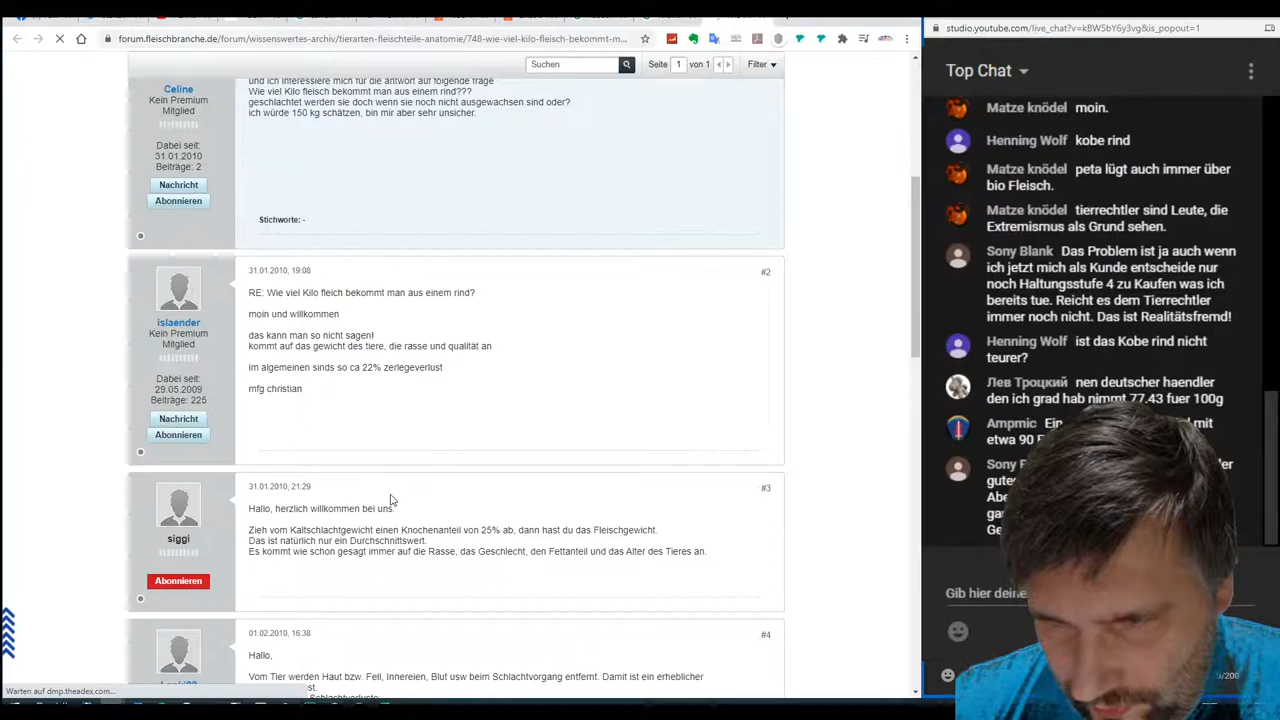 forum.fleischbranche.de/forum/wissenswertes-archiv/tierarten-fleischteile-anatomie/748-wie-viel-kilo-fleisch-bekommt-m...
Suchen
Seite 1 von 1
Filter
und ich interessiere mich für die antwort auf folgende frage
Wie viel Kilo fleisch bekommt man aus einem rind???
geschlachtet werden sie doch wenn sie noch nicht ausgewachsen sind oder?
ich würde 150 kg schätzen, bin mir aber sehr unsicher.
Celine
Kein Premium
Mitglied
Dabei seit:
31.01.2010
Beiträge: 2
Nachricht
Abonnieren
Stichworte: -
31.01.2010, 19:08
#2
RE: Wie viel Kilo fleich bekommt man aus einem rind?
moin und willkommen
das kann man so nicht sagen!
kommt auf das gewicht des tiere, die rasse und qualität an
im algemeinen sinds so ca 22% zerlegeverlust
mfg christian
islaender
Kein Premium
Mitglied
Dabei seit:
29.05.2009
Beiträge: 225
Nachricht
Abonnieren
31.01.2010, 21:29
#3
Hallo, herzlich willkommen bei uns.
Zieh vom Kaltschlachtgewicht einen Knochenanteil von 25% ab, dann hast du das Fleischgewicht.
Das ist natürlich nur ein Durchschnittswert.
Es kommt wie schon gesagt immer auf die Rasse, das Geschlecht, den Fettanteil und das Alter des Tieres an.
siggi
Abonnieren
01.02.2010, 16:38
#4
Hallo,
Vom Tier werden Haut bzw. Fell, Innereien, Blut usw beim Schlachtvorgang entfernt. Damit ist ein erheblicher
st.
Schlachtverluste:
Warten auf dmp.theadex.com...
studio.youtube.com/live_chat?v=kBW5bY6y3vg&is_popout=1
Top Chat
Matze knödel moin.
Henning Wolf kobe rind
Matze knödel peta lügt auch immer über
bio Fleisch.
Matze knödel tierrechtler sind Leute, die
Extremismus als Grund sehen.
Sony Blank Das Problem ist ja auch wenn
ich jetzt mich als Kunde entscheide nur
noch Haltungsstufe 4 zu Kaufen was ich
bereits tue. Reicht es dem Tierrechtler
immer noch nicht. Das ist Realitätsfremd!
Henning Wolf ist das Kobe rind nicht
teurer?
Лев Троцкий nen deutscher haendler
den ich grad hab nimmt 77.43 fuer 100g
Ampmic
mit
etwa 90
Sony
der
Gib hier
/200